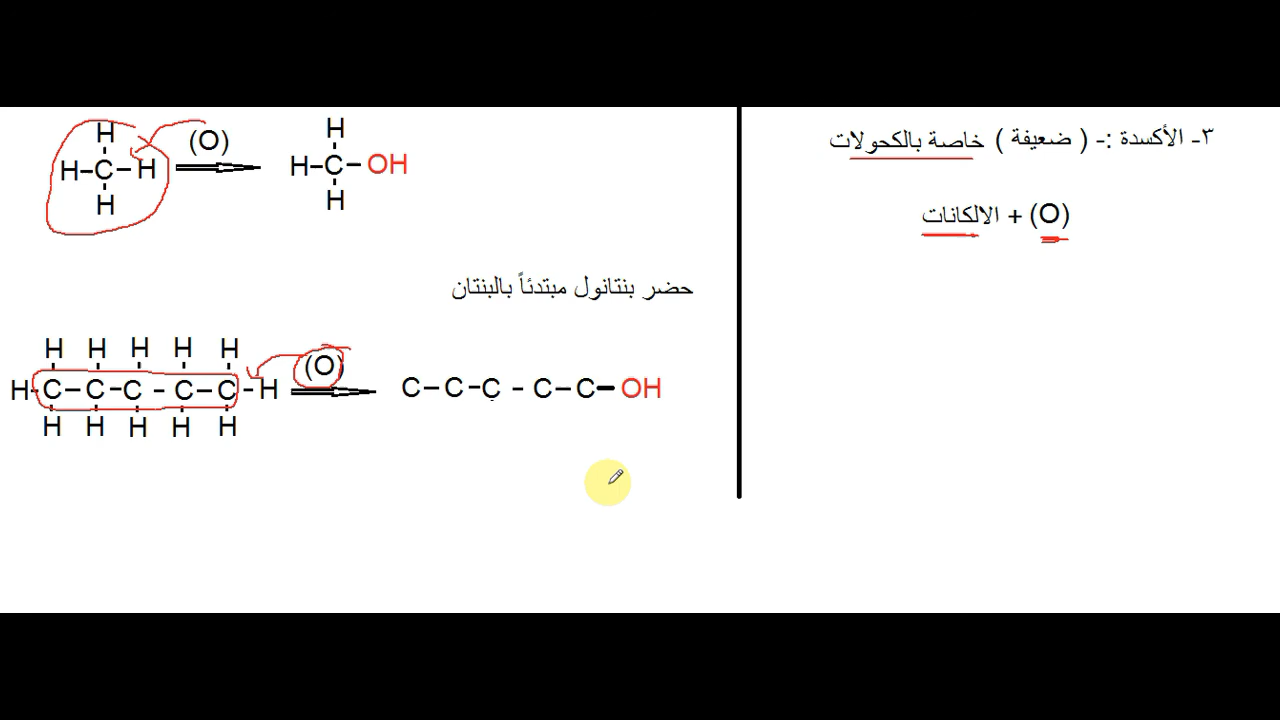 ٣- الأكسدة :- ( ضعيفة ) خاصة بالكحولات
(O) + الالكانات
H
(O)
H–C–H
H
H
H–C–OH
H
حضر بنتانول مبتدئاً بالبنتان
H H H H H
H–C–C–C-C–C-H
H H H H H
(O)
C–C–C-C–C–OH